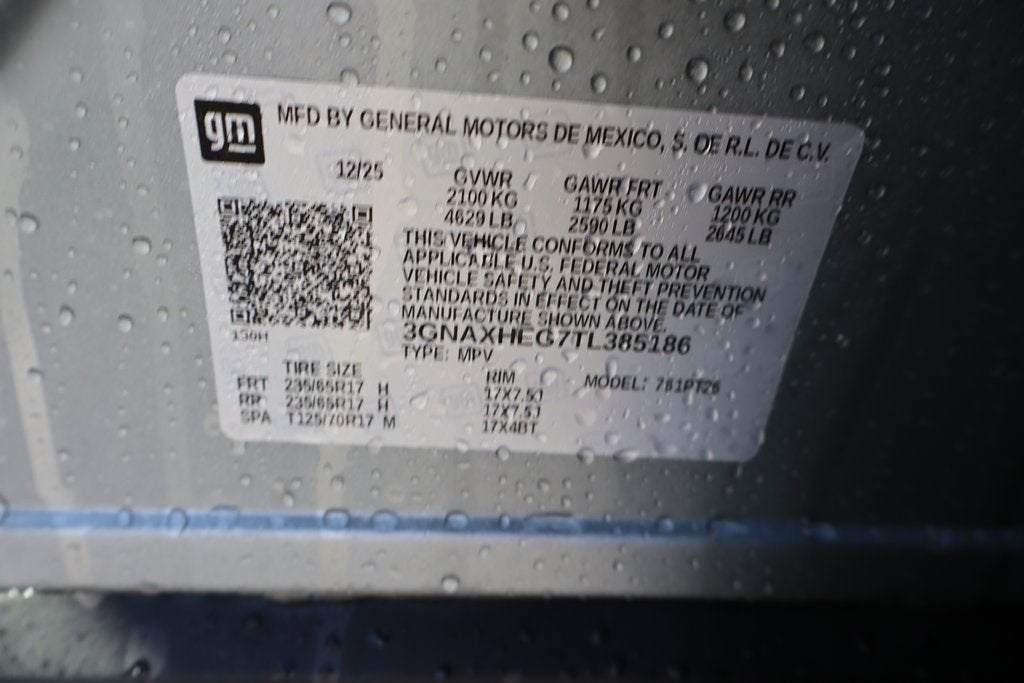 gm
MFD BY GENERAL MOTORS DE MEXICO, S. DE R.L. DE C.V.
12/25
GVWR GAWR FRT GAWR RR
2100 KG 1175 KG 1200 KG
4629 LB 2590 LB 2645 LB
THIS VEHICLE CONFORMS TO ALL
APPLICABLE U.S. FEDERAL MOTOR
VEHICLE SAFETY AND THEFT PREVENTION
STANDARDS IN EFFECT ON THE DATE OF
MANUFACTURE SHOWN ABOVE.
3GNAXHEG7TL385186
TYPE: MPV
TIRE SIZE RIM MODEL:
FRT 235/65R17 H 17X7.5J
RR 235/65R17 H 17X7.5J
SPA T125/70R17 M 17X4BT